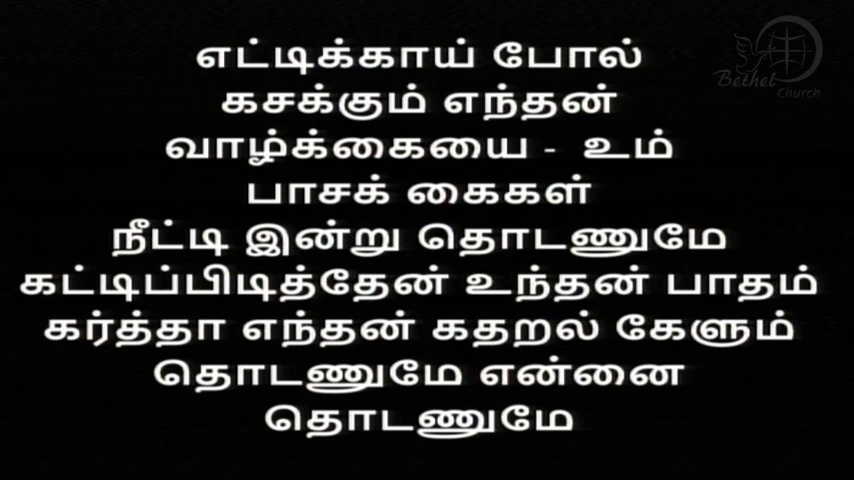 எட்டிக்காய் போல்
கசக்கும் எந்தன்
வாழ்க்கையை - உம்
பாசக் கைகள்
நீட்டி இன்று தொடணுமே
கட்டிப்பிடித்தேன் உந்தன் பாதம்
கர்த்தா எந்தன் கதறல் கேளும்
தொடணுமே என்னை
தொடணுமே
Bethel
Church